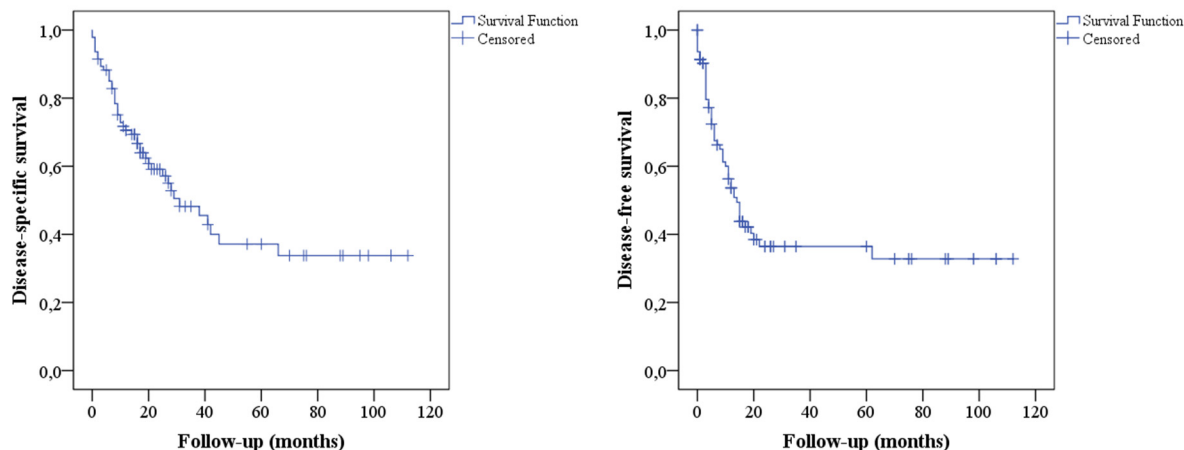 Survival Function
Censored
Disease-specific survival
1,0
0,8
0,6
0,4
0,2
0,0
0 20 40 60 80 100 120
Follow-up (months)
Survival Function
Censored
Disease-free survival
1,0
0,8
0,6
0,4
0,2
0,0
0 20 40 60 80 100 120
Follow-up (months)